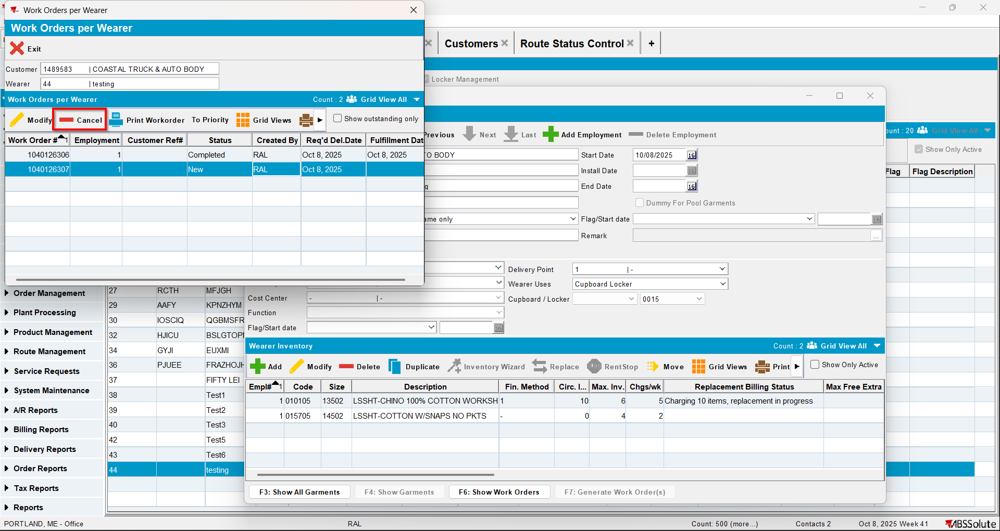 Work Orders per Wearer
Work Orders per Wearer
Exit
Customer 1489583 | COASTAL TRUCK & AUTO BODY
Wearer 44 | testing
Work Orders per Wearer Count : 2 Grid View All
Modify Cancel Print Workorder To Priority Grid Views Show outstanding only
Work Order # 1 Employment Customer Ref# Status Created By Req'd Del.Date Fulfillment Dat
1040126306 1 Completed RAL Oct 8, 2025 Oct 8, 2025
1040126307 1 New RAL Oct 8, 2025
Customers Route Status Control +
Locker Management
ount : 20 Grid View All
Show Only Active
Flag Flag Description
Previous Next Last Add Employment Delete Employment
O BODY Start Date 10/08/2025
Install Date
g End Date
Dummy For Pool Garments
ame only Flag/Start date
Remark ...
Delivery Point 1 | -
Wearer Uses Cupboard Locker
Cost Center - | - Cupboard / Locker 0015
Function
Flag/Start date
Wearer Inventory Count : 2 Grid View All
Add Modify Delete Duplicate Inventory Wizard Replace RentStop Move Grid Views Print Show Only Active
Empl# 1 Code Size Description Fin. Method Circ. I... Max. Inv. Chgs/wk Replacement Billing Status Max Free Extra
1 010105 13502 LSSHT-CHINO 100% COTTON WORKSH 1 10 6 5 Charging 10 items, replacement in progress
1 015705 14502 LSSHT-COTTON W/SNAPS NO PKTS - 0 4 2
F3: Show All Garments F4: Show Garments F6: Show Work Orders F7: Generate Work Order(s)
Order Management
Plant Processing
Product Management
Route Management
Service Requests
System Maintenance
A/R Reports
Billing Reports
Delivery Reports
Order Reports
Tax Reports
Reports
27 RCTH MFJGH
29 AAFY KPNZHYM
30 IOSCIQ QGBMSFR
32 HJICU BSLGTOP
34 GYJI EUXMI
36 PJUEE FRAZHOJH
37 FIFTY LEI
38 Test1
39 Test2
40 Test3
42 Test5
43 Test6
44 testing
PORTLAND, ME - Office RAL Count: 500 (more...) Contacts 2 Oct 8, 2025 Week 41 ABSSolute